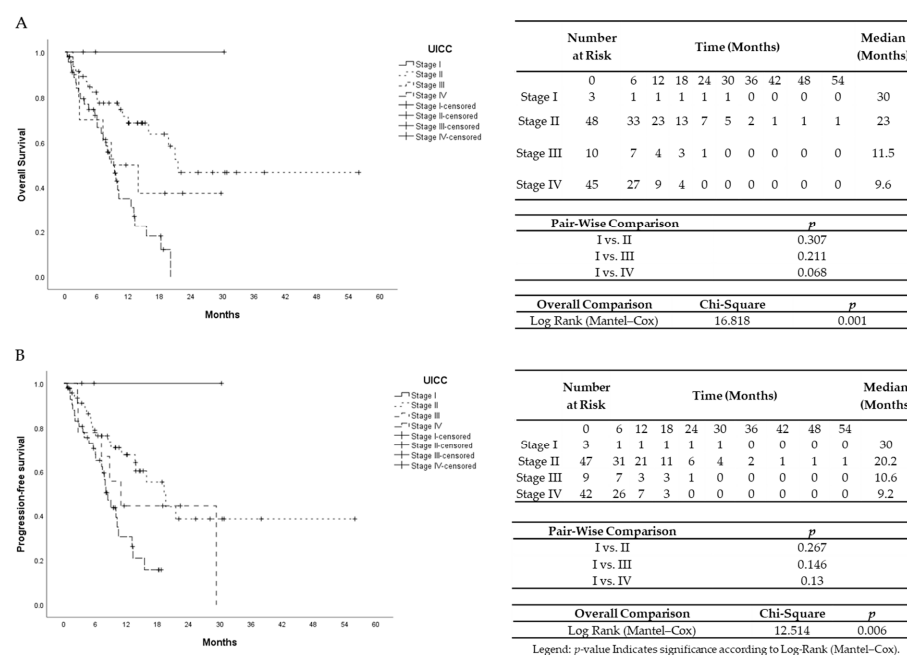 A
UICC
Stage I
Stage II
Stage III
Stage IV
Stage I-censored
Stage II-censored
Stage III-censored
Stage IV-censored
Overall Survival
1.0
0.8
0.6
0.4
0.2
0.0
0 6 12 18 24 30 36 42 48 54 60
Months
Number at Risk Time (Months) Median (Months)
0 6 12 18 24 30 36 42 48 54
Stage I 3 1 1 1 1 1 0 0 0 0 30
Stage II 48 33 23 13 7 5 2 1 1 1 23
Stage III 10 7 4 3 1 0 0 0 0 0 11.5
Stage IV 45 27 9 4 0 0 0 0 0 0 9.6
Pair-Wise Comparison p
I vs. II 0.307
I vs. III 0.211
I vs. IV 0.068
Overall Comparison Chi-Square p
Log Rank (Mantel–Cox) 16.818 0.001
B
UICC
Stage I
Stage II
Stage III
Stage IV
Stage I-censored
Stage II-censored
Stage III-censored
Stage IV-censored
Progression-free survival
1.0
0.8
0.6
0.4
0.2
0.0
0 6 12 18 24 30 36 42 48 54 60
Months
Number at Risk Time (Months) Median (Months)
0 6 12 18 24 30 36 42 48 54
Stage I 3 1 1 1 1 1 0 0 0 0 30
Stage II 47 31 21 11 6 4 2 1 1 1 20.2
Stage III 9 7 3 3 1 0 0 0 0 0 10.6
Stage IV 42 26 7 3 0 0 0 0 0 0 9.2
Pair-Wise Comparison p
I vs. II 0.267
I vs. III 0.146
I vs. IV 0.13
Overall Comparison Chi-Square p
Log Rank (Mantel–Cox) 12.514 0.006
Legend: p-value Indicates significance according to Log-Rank (Mantel–Cox).